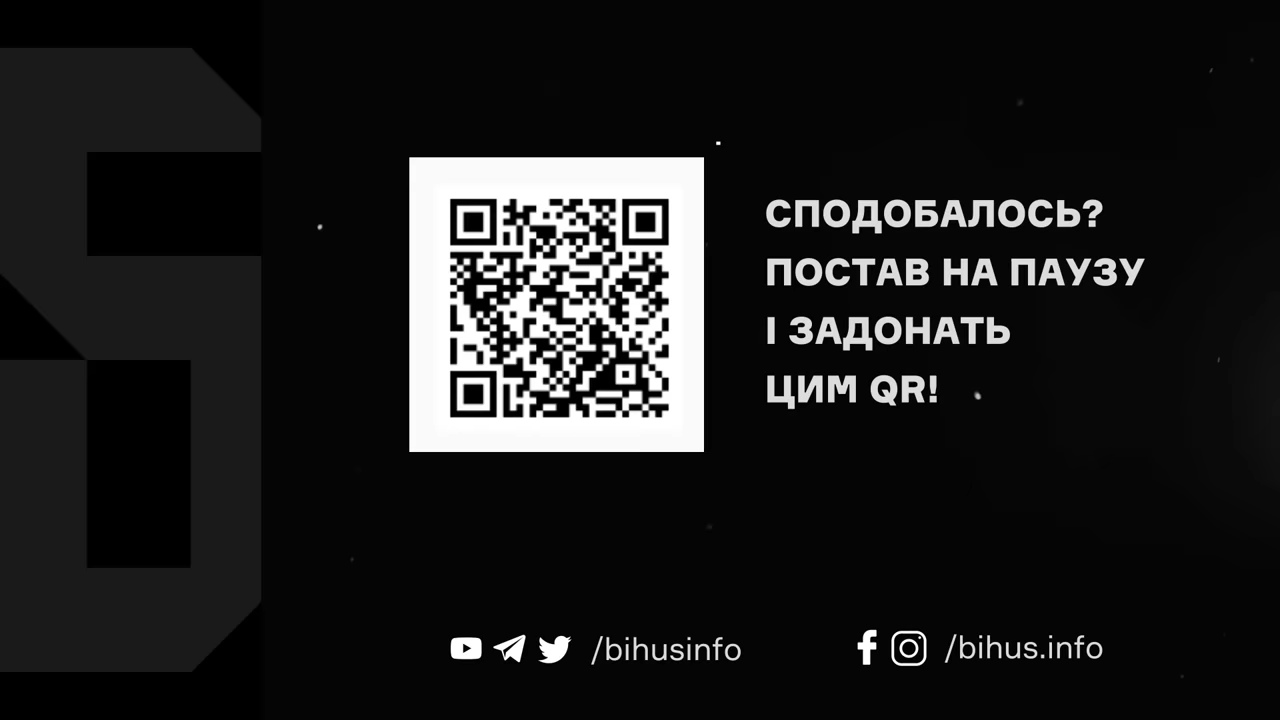 СПОДОБАЛОСЬ?
ПОСТАВ НА ПАУЗУ
І ЗАДОНАТЬ
ЦИМ QR!
/bihusinfo
/bihus.info